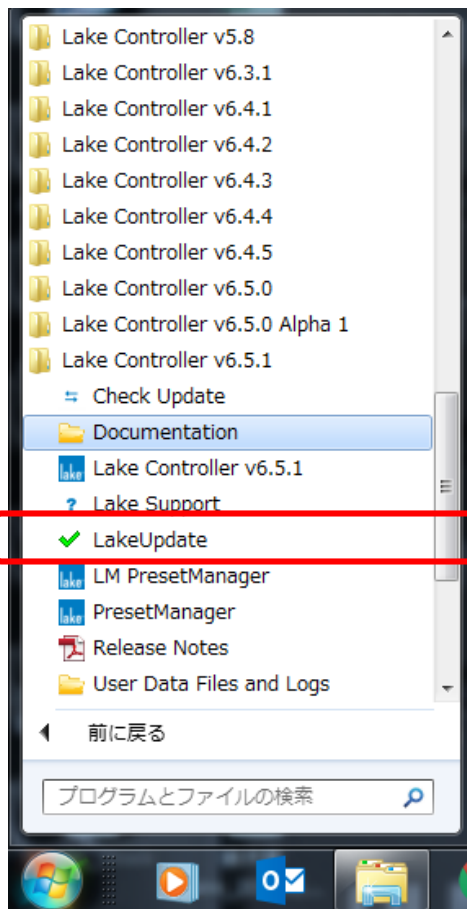 Lake Controller v5.8
Lake Controller v6.3.1
Lake Controller v6.4.1
Lake Controller v6.4.2
Lake Controller v6.4.3
Lake Controller v6.4.4
Lake Controller v6.4.5
Lake Controller v6.5.0
Lake Controller v6.5.0 Alpha 1
Lake Controller v6.5.1
Check Update
Documentation
lake Lake Controller v6.5.1
? Lake Support
LakeUpdate
lake LM PresetManager
lake PresetManager
Release Notes
User Data Files and Logs
前に戻る
プログラムとファイルの検索